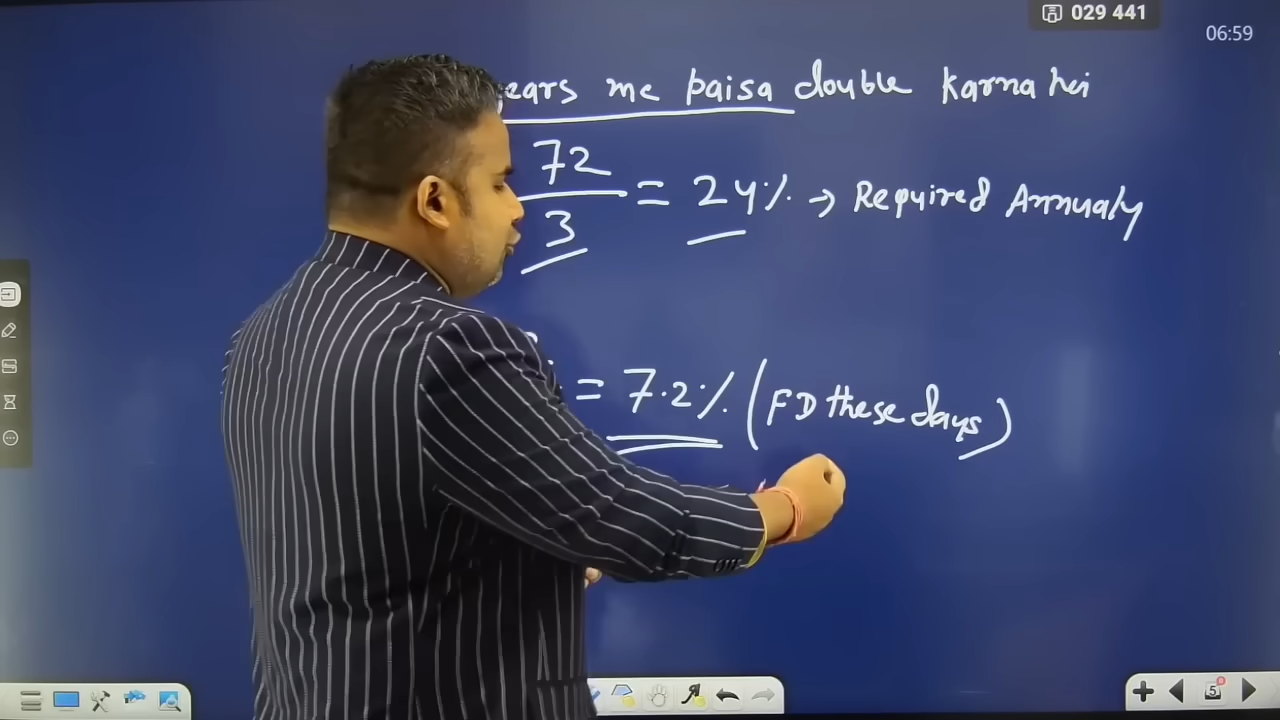 029 441
06:59
years me paisa double Karna hei
72
3
= 24% → Required Annualy
= 7.2% (FD these days)
5